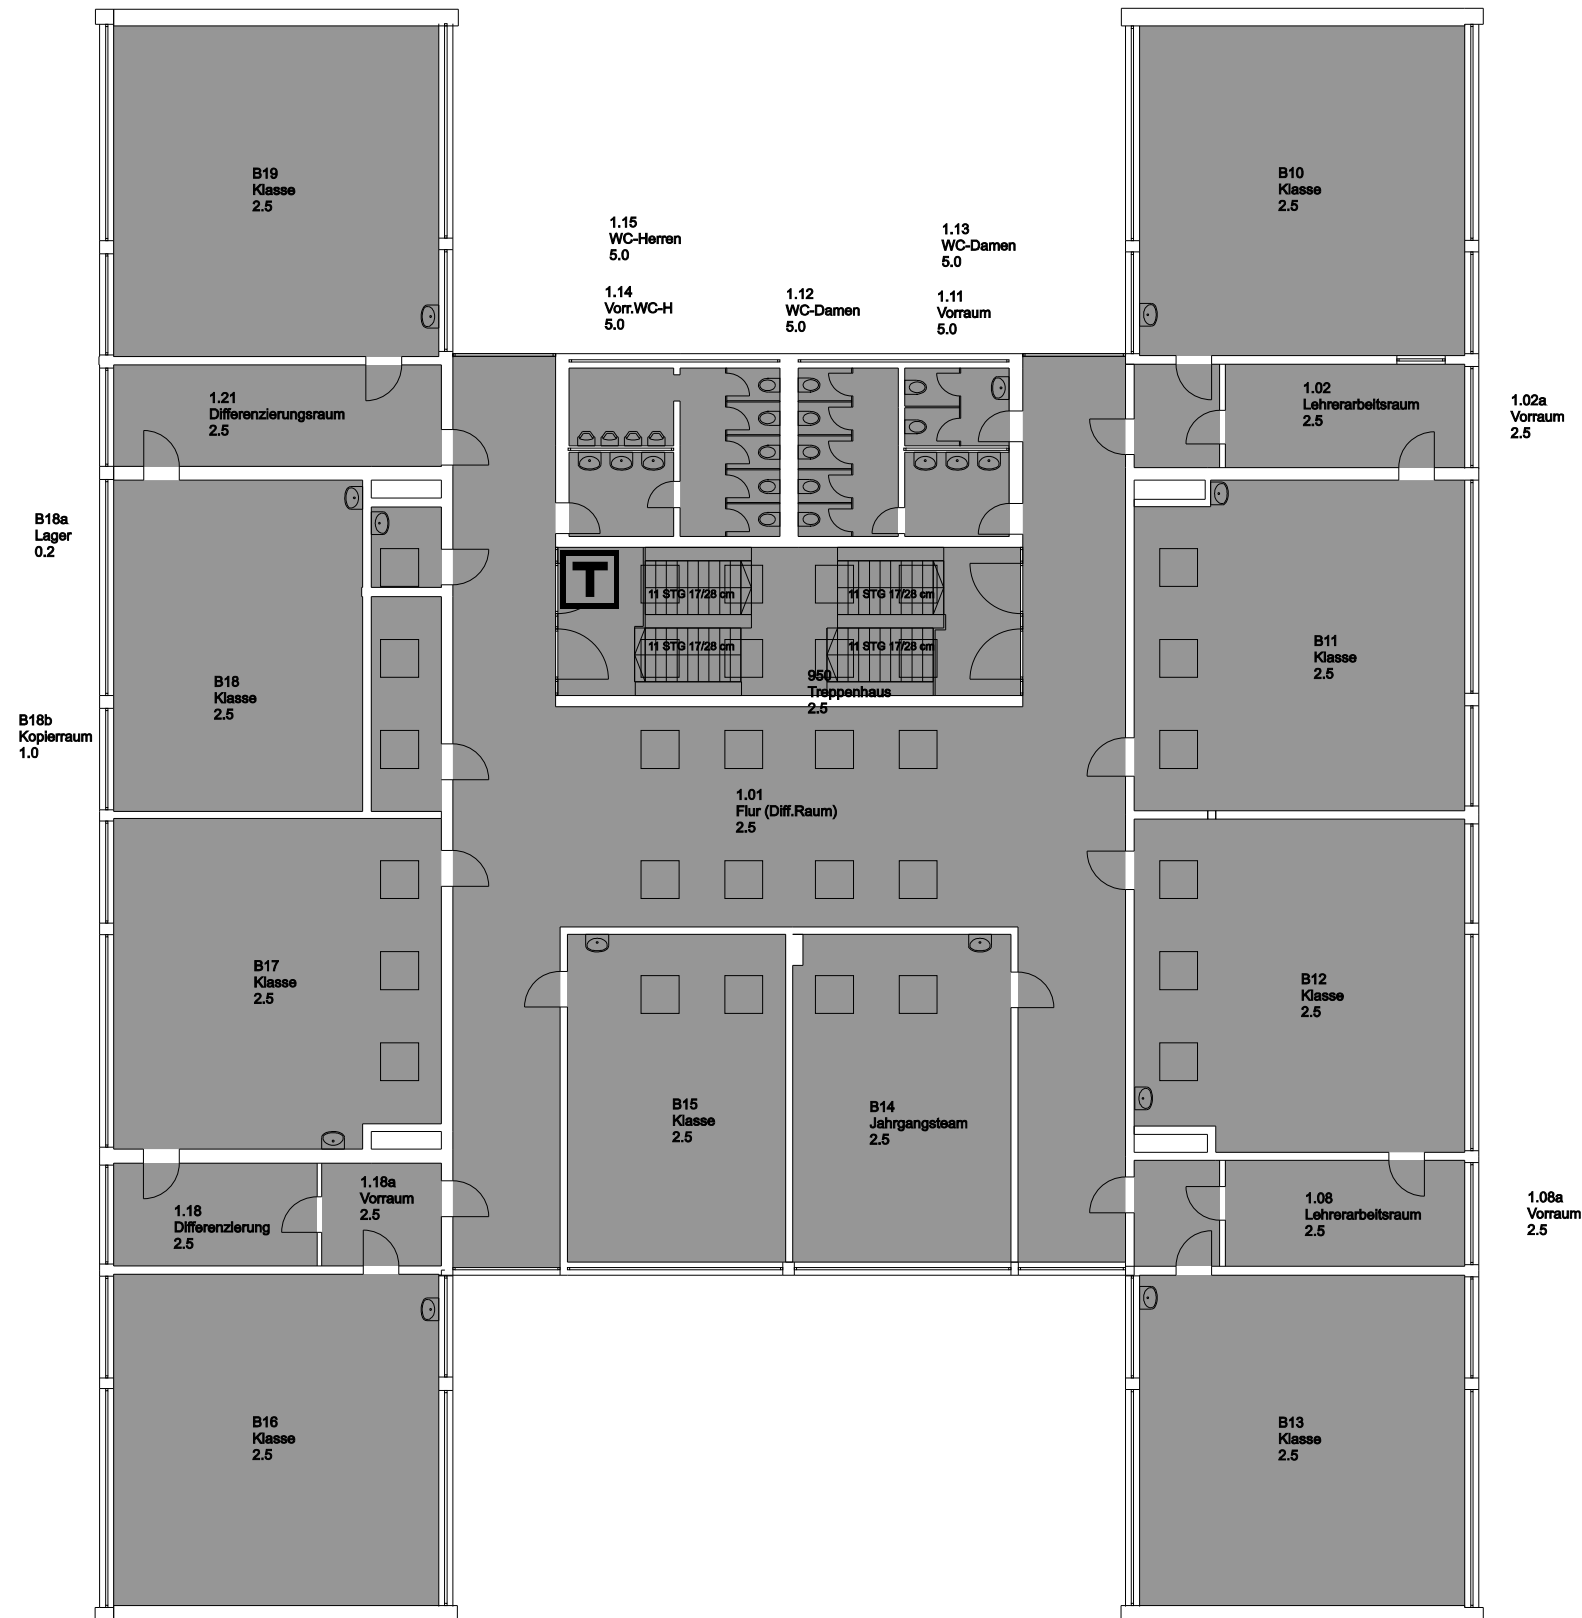 B19
Klasse
2.5
B10
Klasse
2.5
1.15
WC-Herren
5.0
1.13
WC-Damen
5.0
1.14
Vorr.WC-H
5.0
1.12
WC-Damen
5.0
1.11
Vorraum
5.0
1.21
Differenzierungsraum
2.5
1.02
Lehrerarbeitsraum
2.5
1.02a
Vorraum
2.5
B18a
Lager
0.2
T
11 STG 17/28 cm
11 STG 17/28 cm
11 STG 17/28 cm
11 STG 17/28 cm
950
Treppenhaus
2.5
B11
Klasse
2.5
B18
Klasse
2.5
B18b
Kopierraum
1.0
1.01
Flur (Diff.Raum)
2.5
B17
Klasse
2.5
B12
Klasse
2.5
B15
Klasse
2.5
B14
Jahrgangsteam
2.5
1.18a
Vorraum
2.5
1.18
Differenzierung
2.5
1.08
Lehrerarbeitsraum
2.5
1.08a
Vorraum
2.5
B16
Klasse
2.5
B13
Klasse
2.5